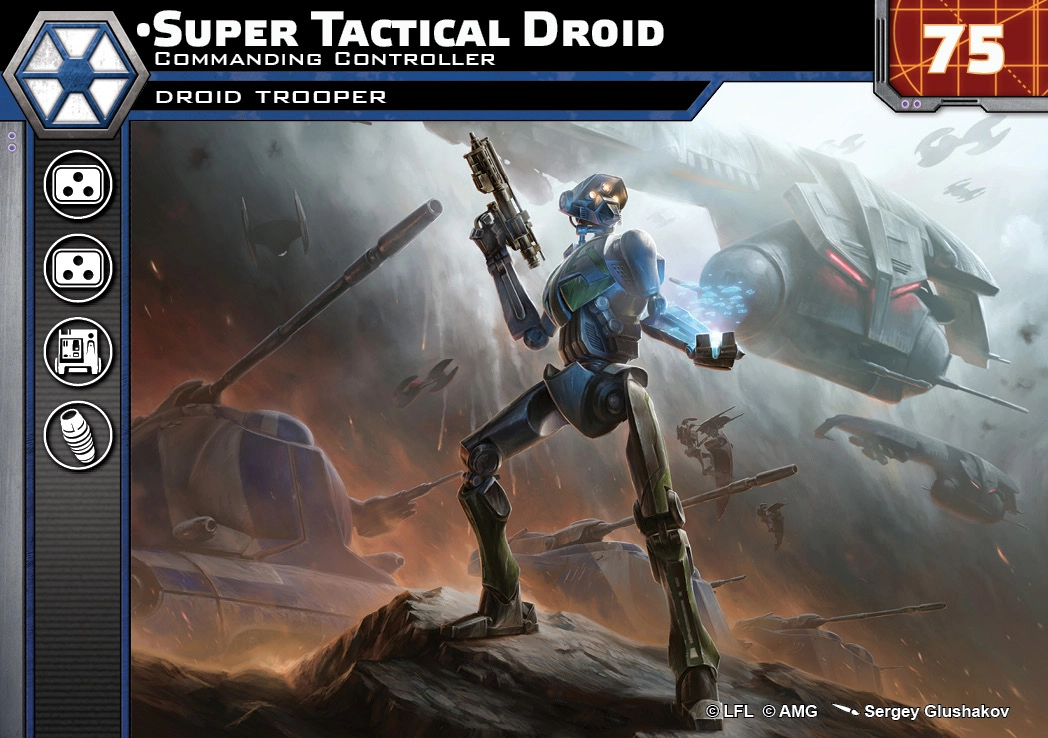 •Super Tactical Droid
Commanding Controller
Droid Trooper
75
© LFL © AMG Sergey Glushakov